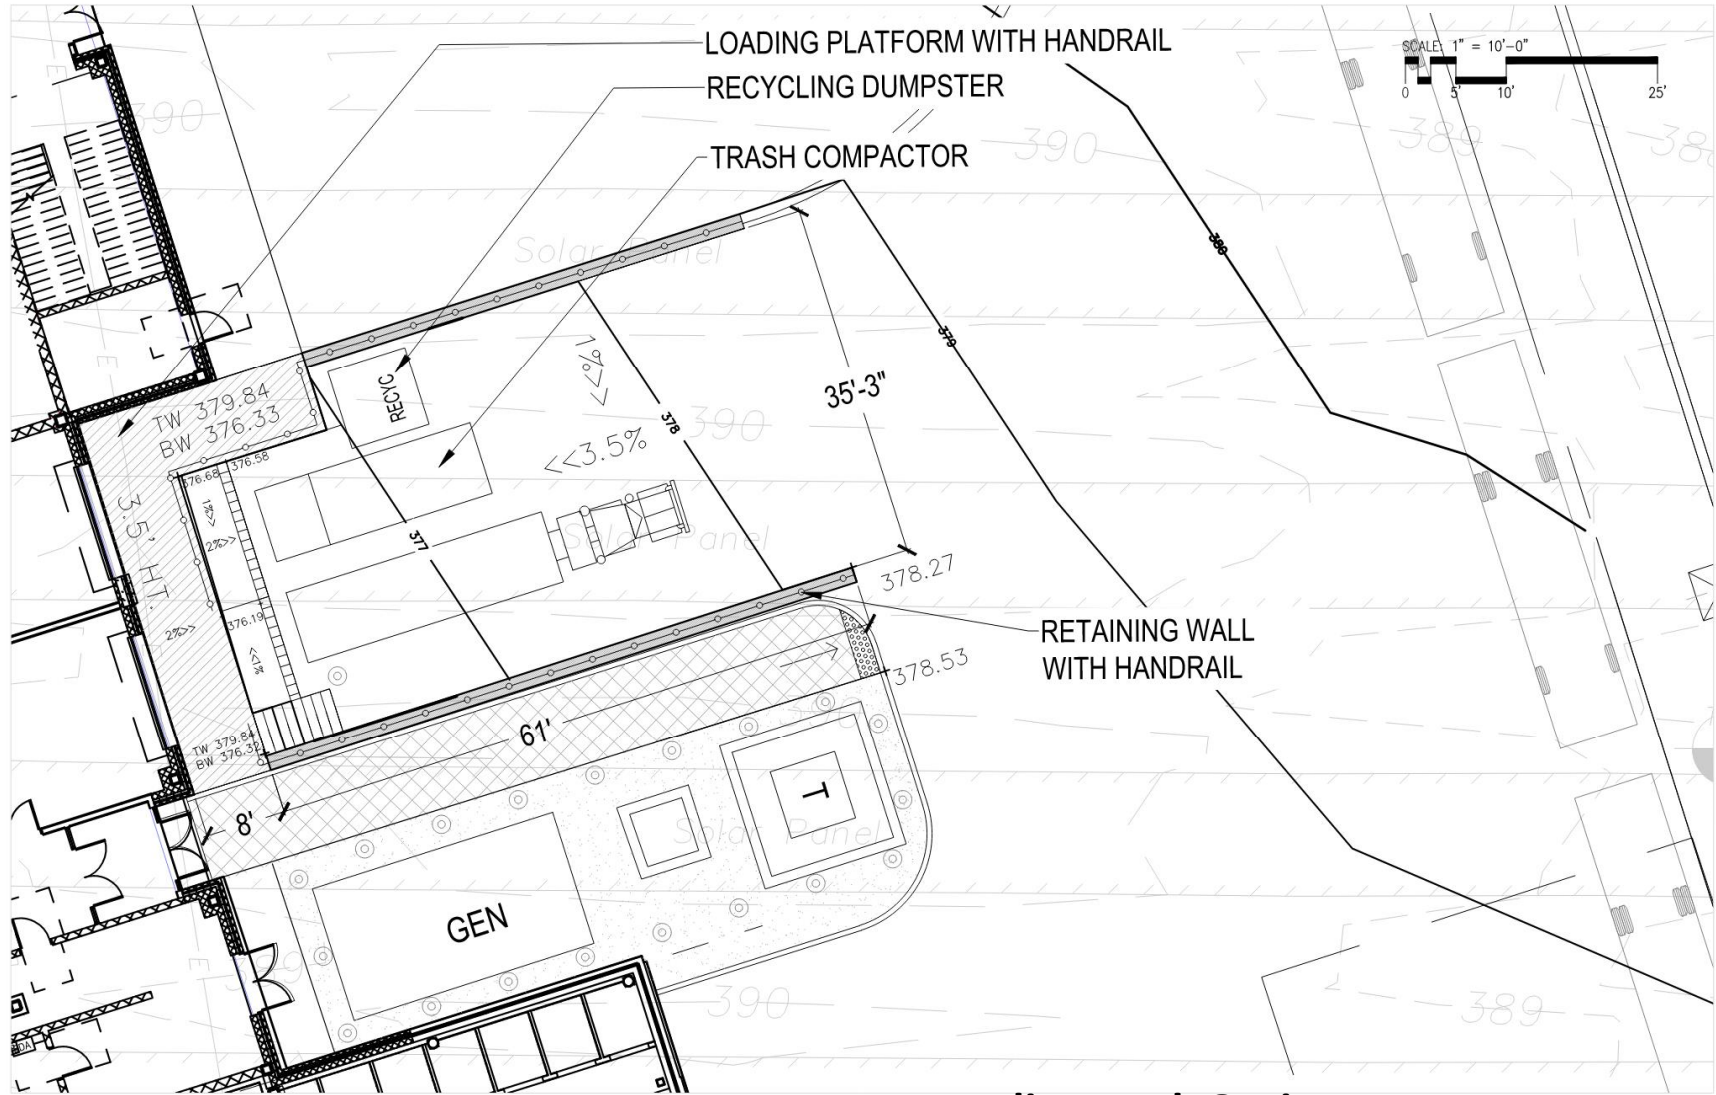 LOADING PLATFORM WITH HANDRAIL
SCALE: 1" = 10'-0"
RECYCLING DUMPSTER
0 5' 10' 25'
390
390
389
TRASH COMPACTOR
380
Solar Panel
379
1%>>
RECYC
35'-3"
TW 379.84
BW 376.33
378
390
<<3.5%
376.68
376.58
3.5' HT.
1%>>
2%>>
377
Solar Panel
378.27
376.19
2%>>
RETAINING WALL
WITH HANDRAIL
<<1%
378.53
61'
TW 379.84
BW 376.32
8'
T
Solar Panel
GEN
389
390
389
E
E
E